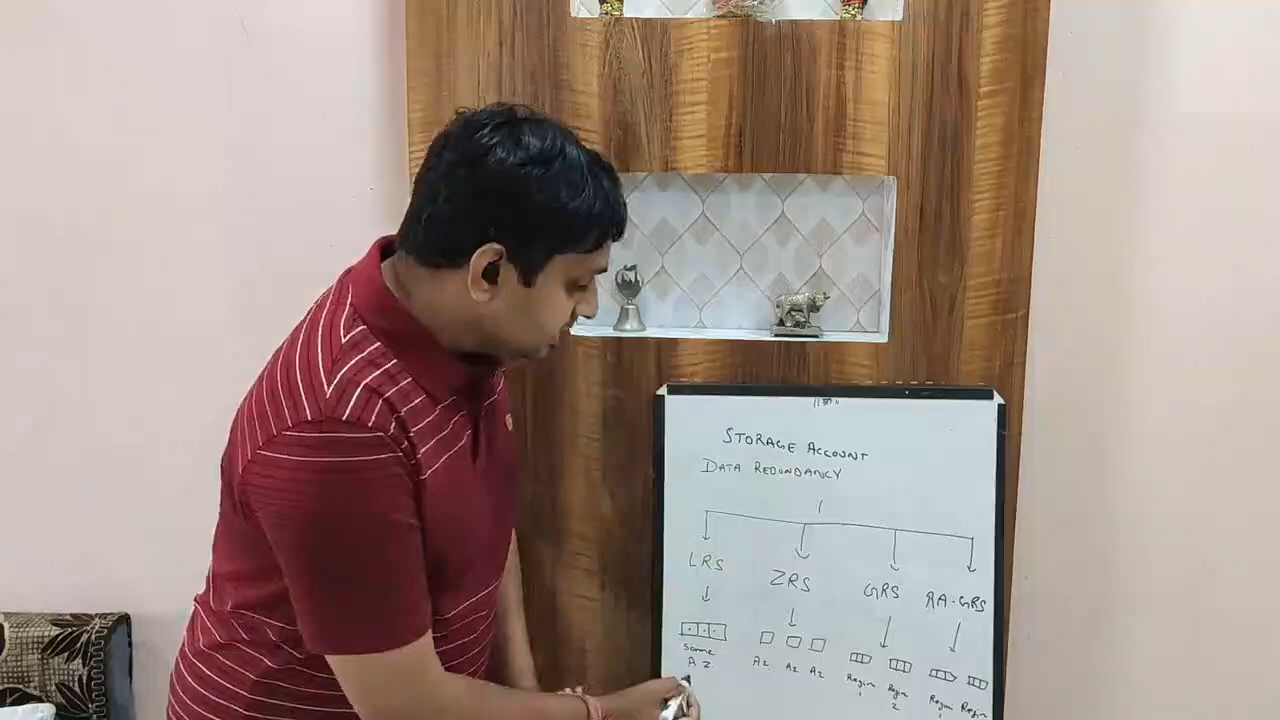 STORAGE ACCOUNT
DATA REDUNDANCY
LRS ZRS GRS RA-GRS
Same
AZ
AZ AZ AZ
Region
1
Region
2
Region
1
Region